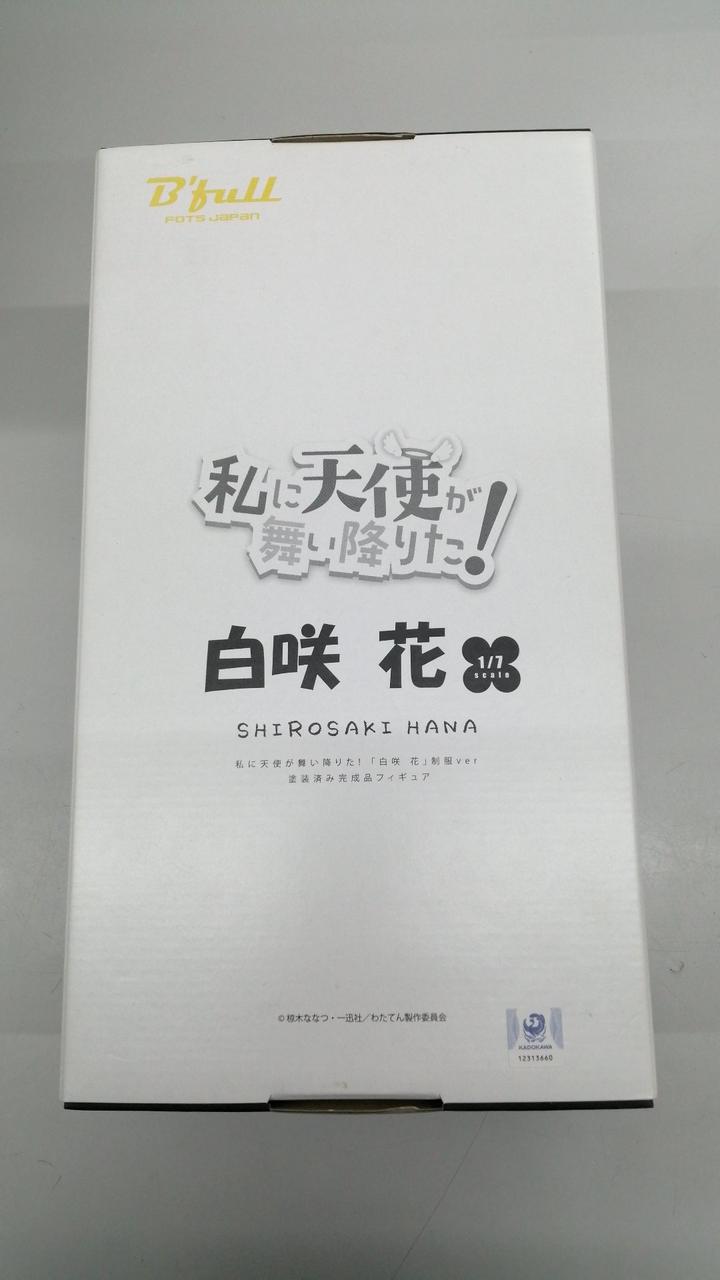 B'full
FOTS JAPAN
私に天使が
舞い降りた!
白咲 花
1/7
scale
SHIROSAKI HANA
私に天使が舞い降りた!「白咲 花」制服ver
塗装済み完成品フィギュア
©椋木ななつ・一迅社/わたてん製作委員会
KADOKAWA
12313660